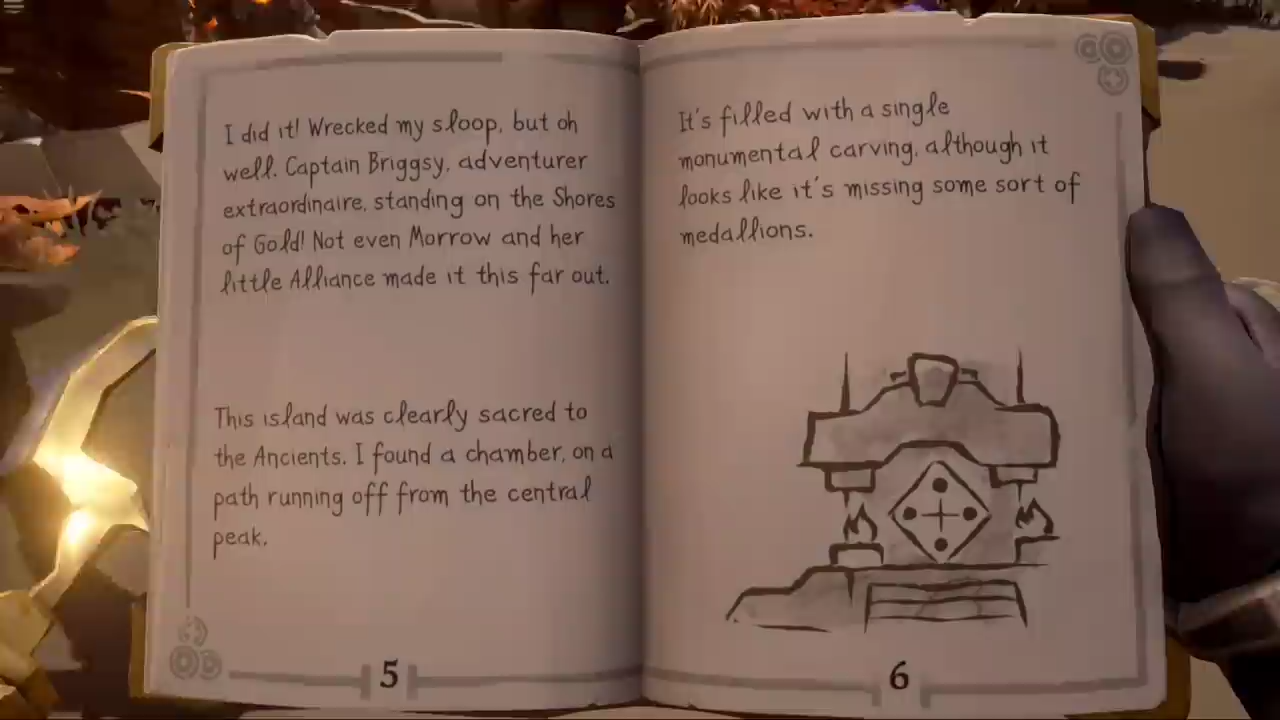 I did it! Wrecked my sloop, but oh
well. Captain Briggsy, adventurer
extraordinaire, standing on the Shores
of Gold! Not even Morrow and her
little Alliance made it this far out.
This island was clearly sacred to
the Ancients. I found a chamber, on a
path running off from the central
peak.
5
It's filled with a single
monumental carving, although it
looks like it's missing some sort of
medallions.
6